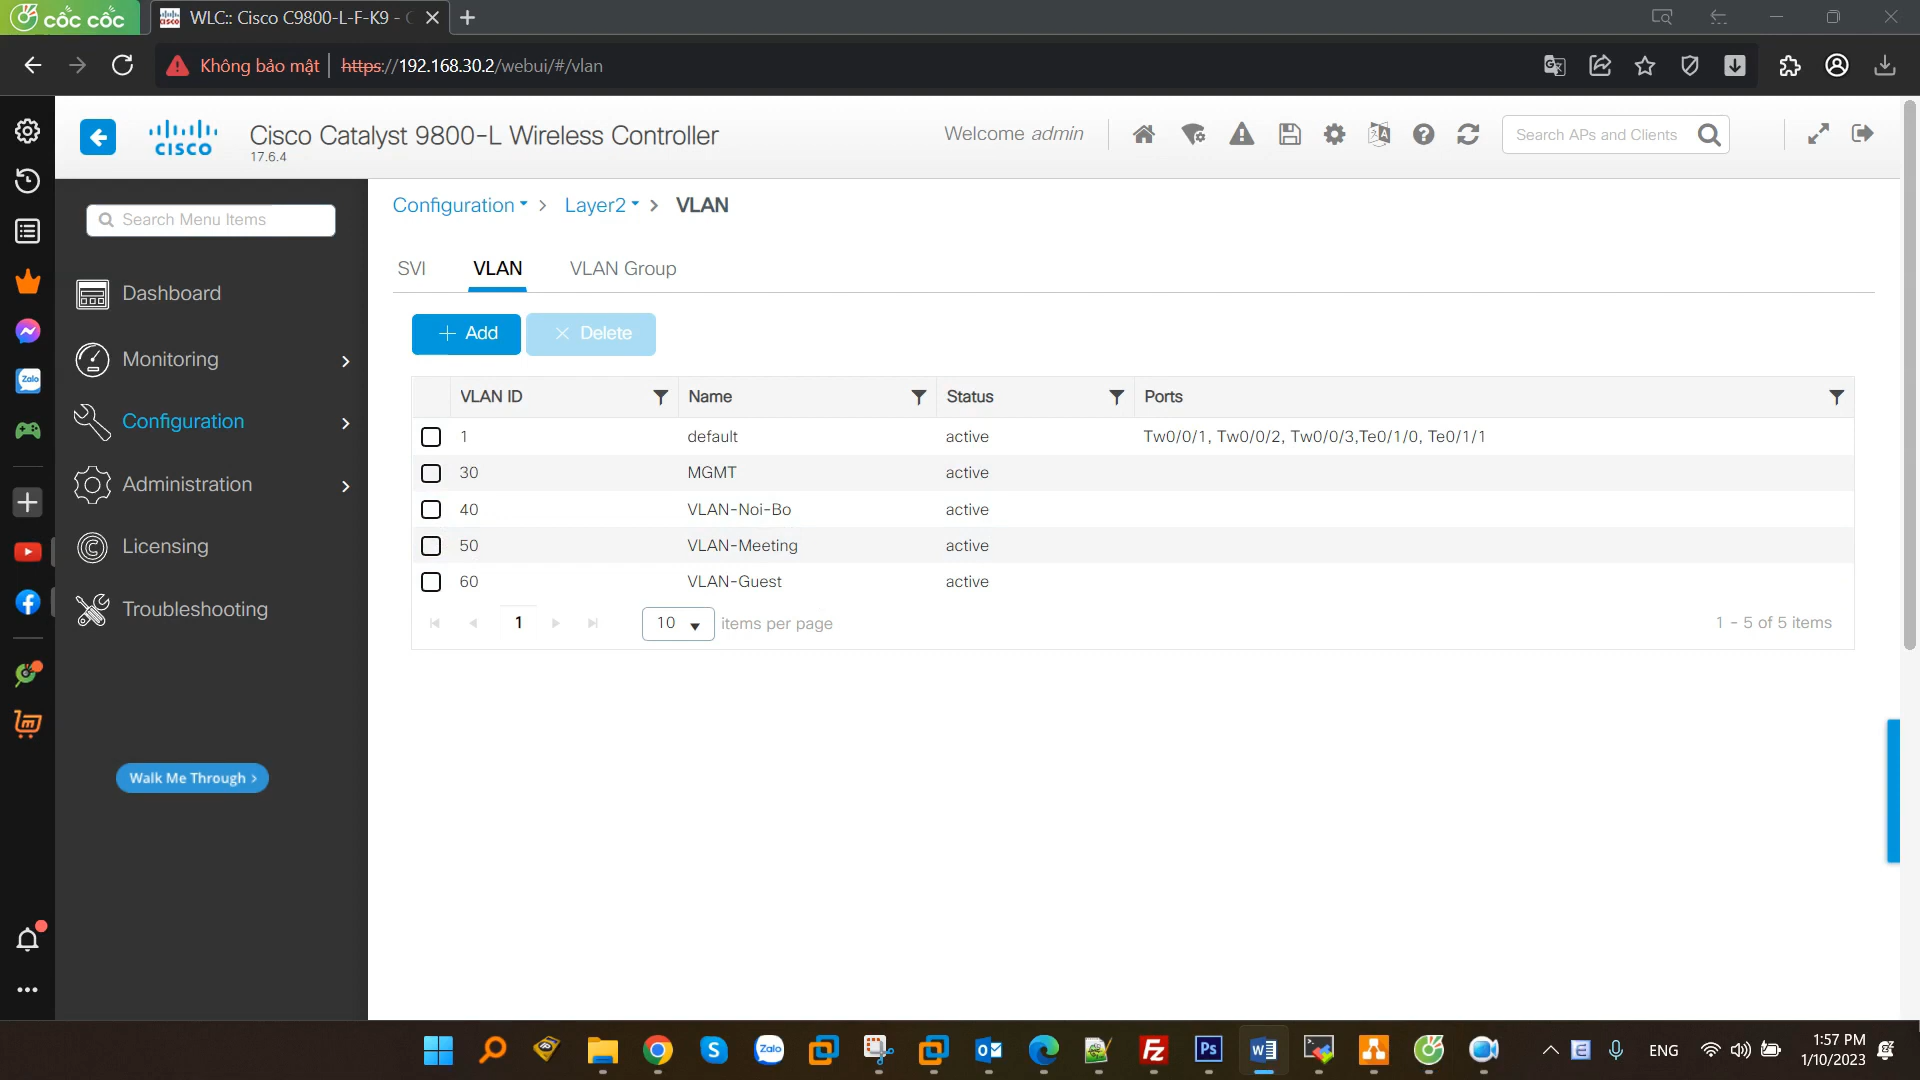 cốc cốc
WLC:: Cisco C9800-L-F-K9 -
Không bảo mật
https://192.168.30.2/webui/#/vlan
CISCO
Cisco Catalyst 9800-L Wireless Controller
17.6.4
Welcome admin
Search APs and Clients
Search Menu Items
Dashboard
Monitoring
Configuration
Administration
Licensing
Troubleshooting
Walk Me Through >
Configuration > Layer2 > VLAN
SVI VLAN VLAN Group
+ Add × Delete
VLAN ID Name Status Ports
1 default active Tw0/0/1, Tw0/0/2, Tw0/0/3,Te0/1/0, Te0/1/1
30 MGMT active
40 VLAN-Noi-Bo active
50 VLAN-Meeting active
60 VLAN-Guest active
1 10 items per page 1 - 5 of 5 items
Zalo
Zalo
Ps
ENG
1:57 PM
1/10/2023